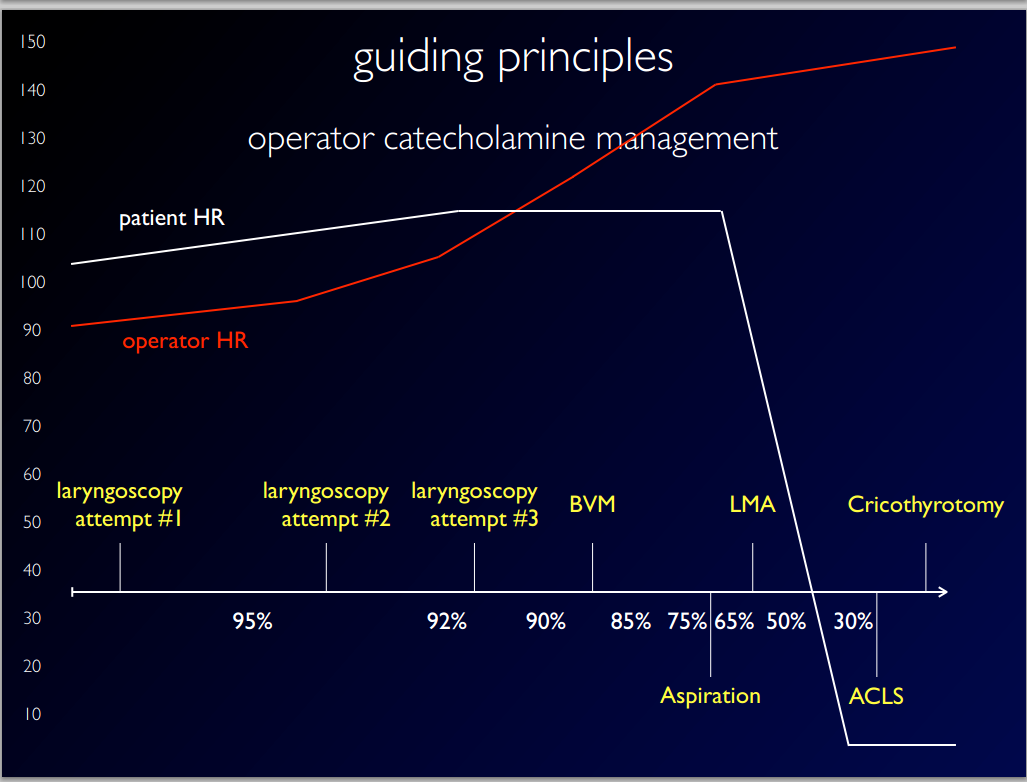 guiding principles
operator catecholamine management
150
140
130
120
110
100
90
80
70
60
50
40
30
20
10
patient HR
operator HR
laryngoscopy
attempt #1
laryngoscopy
attempt #2
laryngoscopy
attempt #3
BVM
LMA
Cricothyrotomy
95%
92%
90%
85%
75%
65%
50%
30%
Aspiration
ACLS